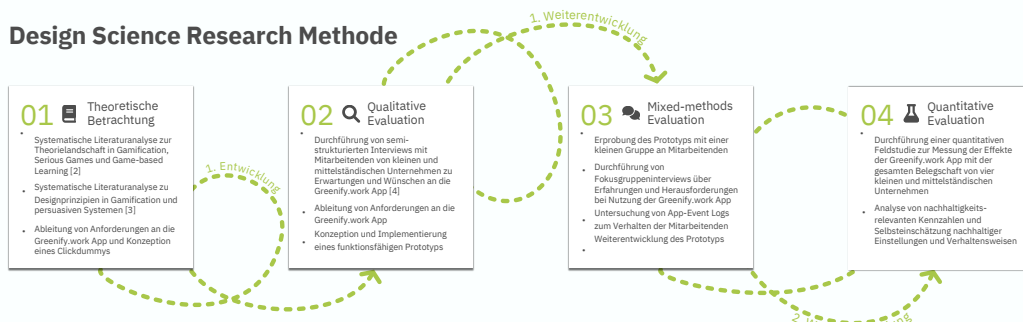 Design Science Research Methode
1. Weiterentwicklung
01
Theoretische
Betrachtung
• Systematische Literaturanalyse zur
Theorielandschaft in Gamification,
Serious Games und Game-based
Learning [2]
• Systematische Literaturanalyse zu
Designprinzipien in Gamification und
persuasiven Systemen [3]
• Ableitung von Anforderungen an die
Greenify.work App und Konzeption
eines Clickdummys
1. Entwicklung
02
Qualitative
Evaluation
• Durchführung von semi-
strukturierten Interviews mit
Mitarbeitenden von kleinen und
mittelständischen Unternehmen zu
Erwartungen und Wünschen an die
Greenify.work App [4]
• Ableitung von Anforderungen an die
Greenify.work App
• Konzeption und Implementierung
eines funktionsfähigen Prototyps
03
Mixed-methods
Evaluation
• Erprobung des Prototyps mit einer
kleinen Gruppe an Mitarbeitenden
• Durchführung von
Fokusgruppeninterviews über
Erfahrungen und Herausforderungen
bei Nutzung der Greenify.work App
• Untersuchung von App-Event Logs
zum Verhalten der Mitarbeitenden
• Weiterentwicklung des Prototyps
04
Quantitative
Evaluation
• Durchführung einer quantitativen
Feldstudie zur Messung der Effekte
der Greenify.work App mit der
gesamten Belegschaft von vier
kleinen und mittelständischen
Unternehmen
• Analyse von nachhaltigkeits-
relevanten Kennzahlen und
Selbsteinschätzung nachhaltiger
Einstellungen und Verhaltensweisen
2.